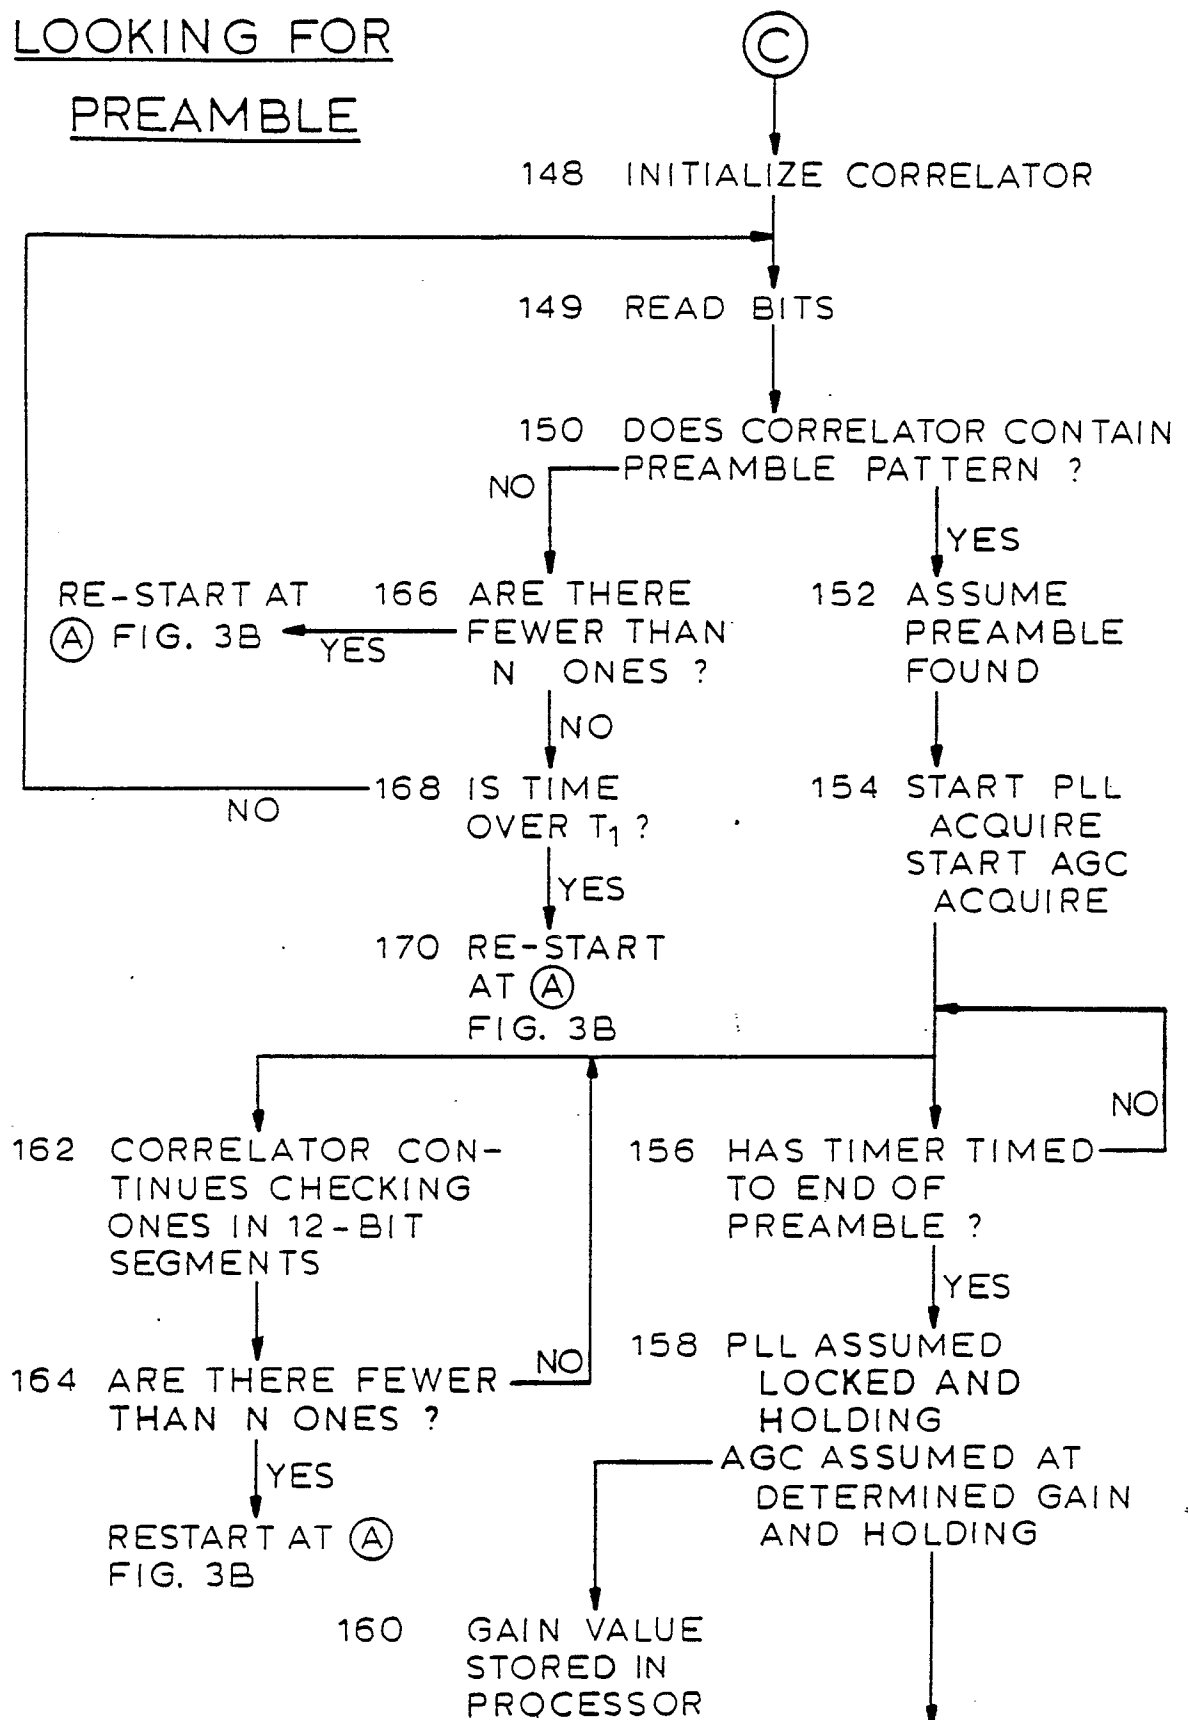 LOOKING FOR
PREAMBLE
C
148 INITIALIZE CORRELATOR
149 READ BITS
150 DOES CORRELATOR CONTAIN
PREAMBLE PATTERN ?
NO
YES
RE-START AT
A FIG. 3B
YES
166 ARE THERE
FEWER THAN
N ONES ?
NO
152 ASSUME
PREAMBLE
FOUND
168 IS TIME
OVER T1 ?
NO
YES
154 START PLL
ACQUIRE
START AGC
ACQUIRE
170 RE-START
AT A
FIG. 3B
162 CORRELATOR CON-
TINUES CHECKING
ONES IN 12-BIT
SEGMENTS
156 HAS TIMER TIMED
TO END OF
PREAMBLE ?
NO
YES
164 ARE THERE FEWER
THAN N ONES ?
NO
YES
RESTART AT A
FIG. 3B
158 PLL ASSUMED
LOCKED AND
HOLDING
AGC ASSUMED AT
DETERMINED GAIN
AND HOLDING
160 GAIN VALUE
STORED IN
PROCESSOR